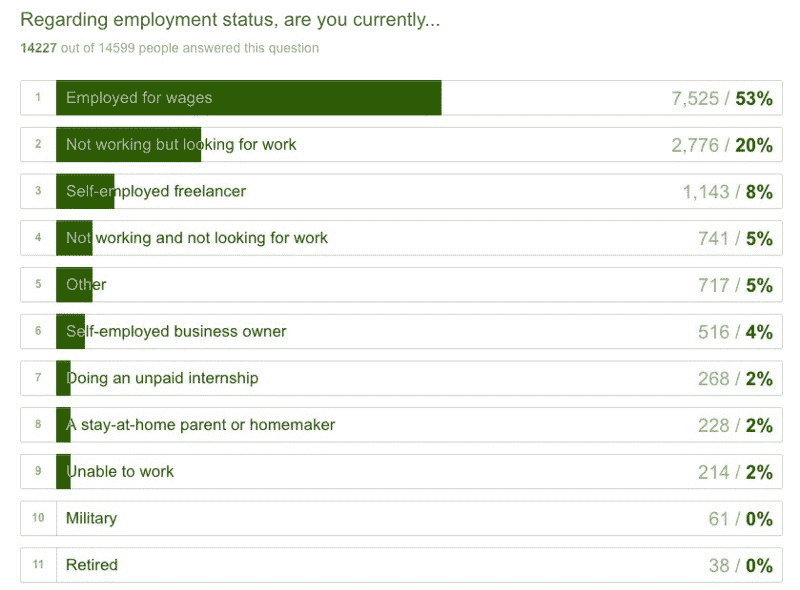 Regarding employment status, are you currently...
14227 out of 14599 people answered this question
1 Employed for wages 7,525 / 53%
2 Not working but looking for work 2,776 / 20%
3 Self-employed freelancer 1,143 / 8%
4 Not working and not looking for work 741 / 5%
5 Other 717 / 5%
6 Self-employed business owner 516 / 4%
7 Doing an unpaid internship 268 / 2%
8 A stay-at-home parent or homemaker 228 / 2%
9 Unable to work 214 / 2%
10 Military 61 / 0%
11 Retired 38 / 0%